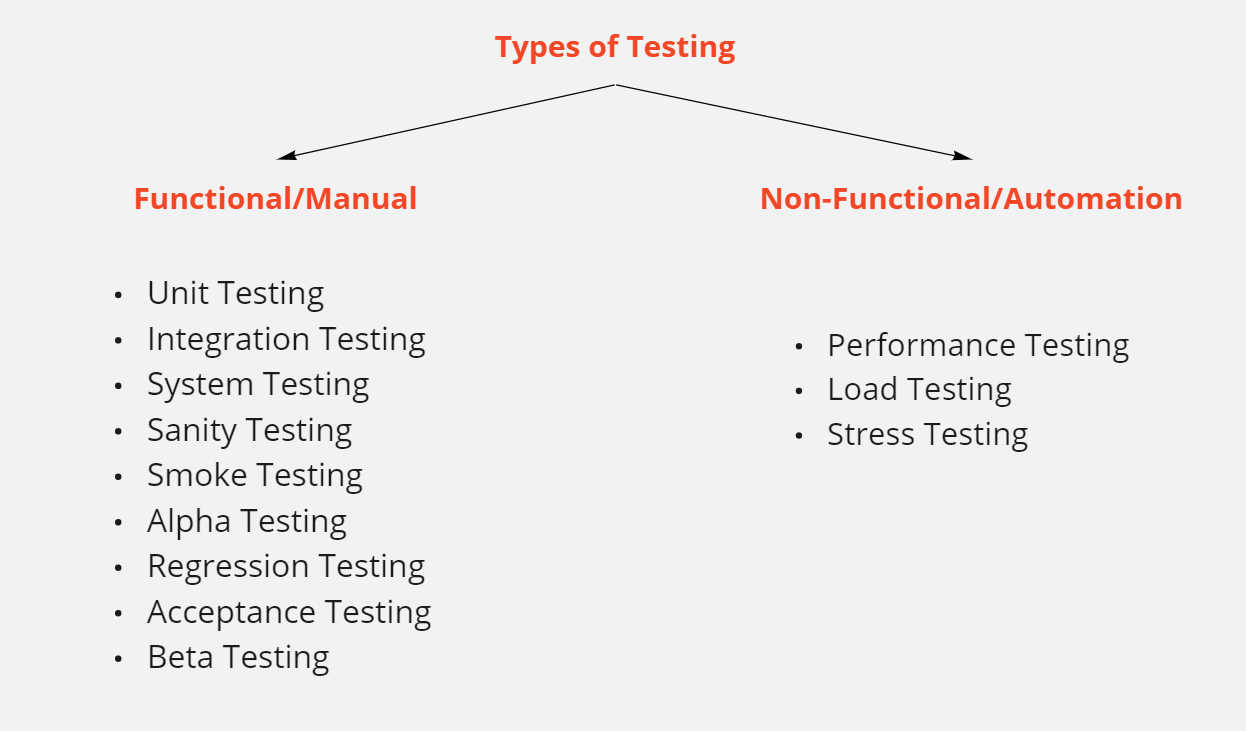 Types of Testing
Functional/Manual
• Unit Testing
• Integration Testing
• System Testing
• Sanity Testing
• Smoke Testing
• Alpha Testing
• Regression Testing
• Acceptance Testing
• Beta Testing
Non-Functional/Automation
• Performance Testing
• Load Testing
• Stress Testing